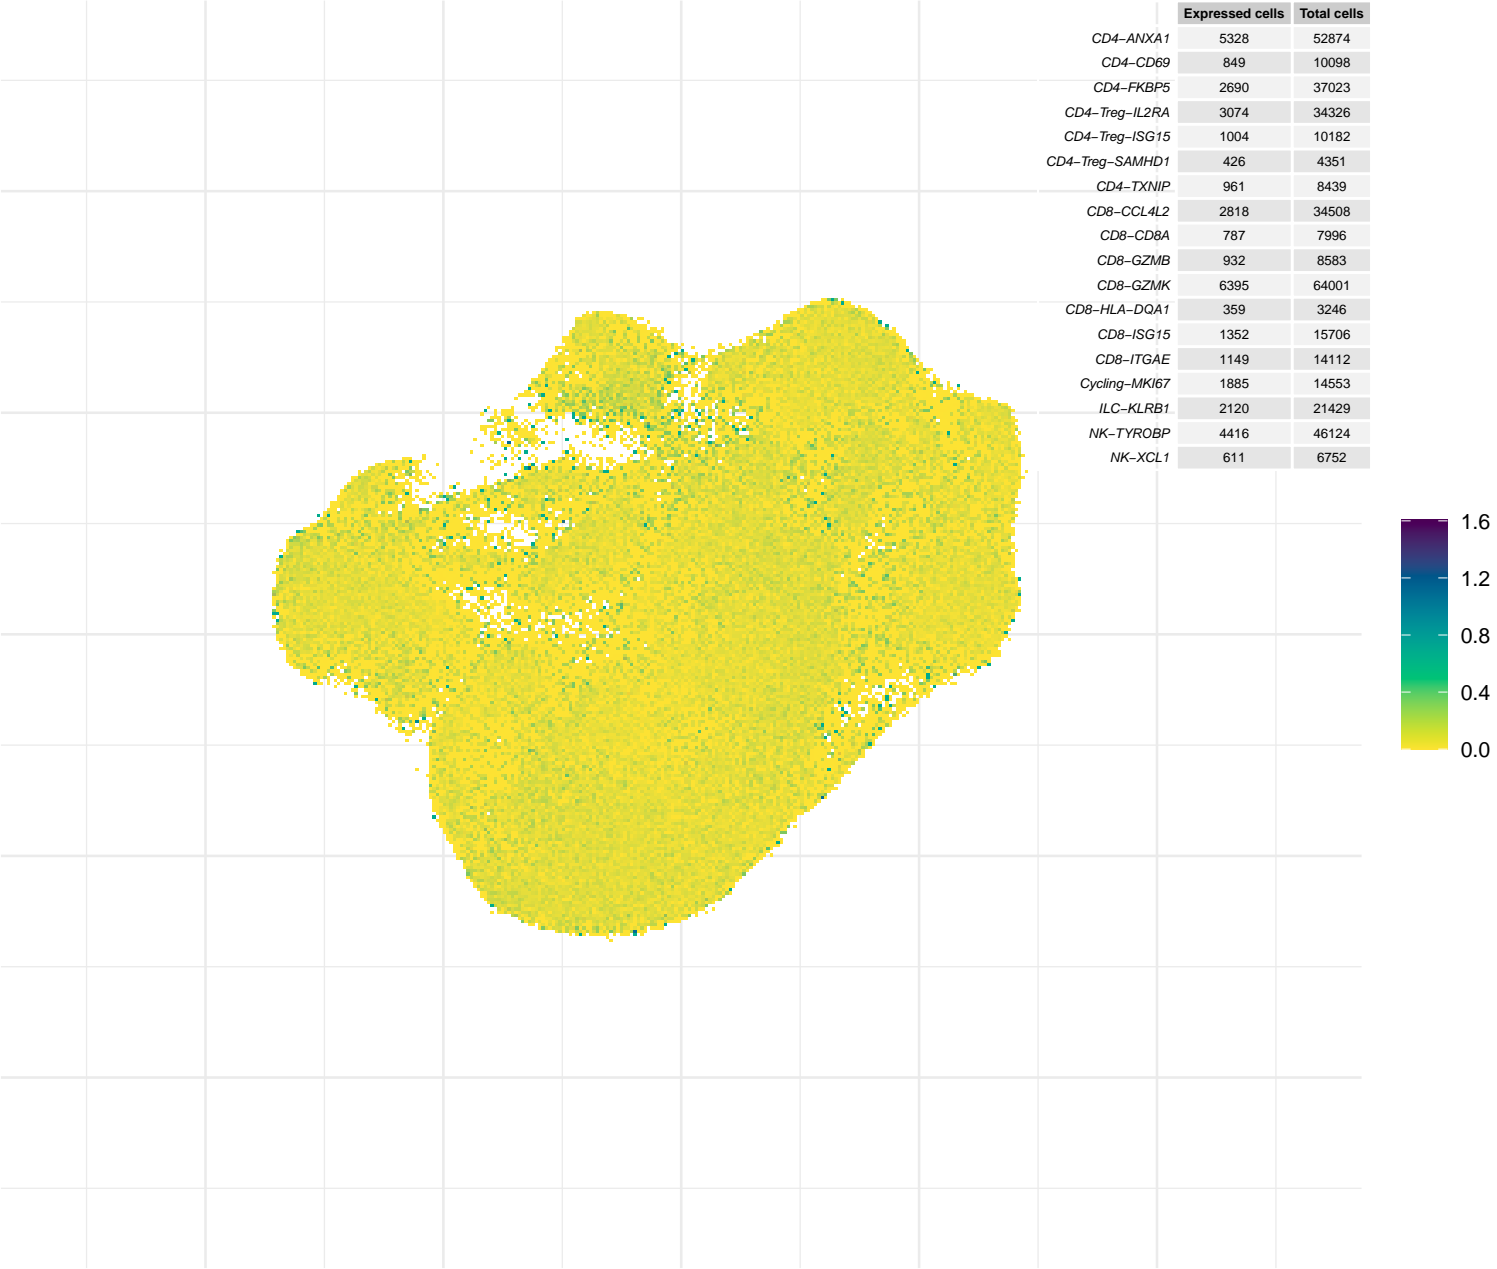 Expressed cells Total cells
CD4−ANXA1 5328 52874
CD4−CD69 849 10098
CD4−FKBP5 2690 37023
CD4−Treg−IL2RA 3074 34326
CD4−Treg−ISG15 1004 10182
CD4−Treg−SAMHD1 426 4351
CD4−TXNIP 961 8439
CD8−CCL4L2 2818 34508
CD8−CD8A 787 7996
CD8−GZMB 932 8583
CD8−GZMK 6395 64001
CD8−HLA−DQA1 359 3246
CD8−ISG15 1352 15706
CD8−ITGAE 1149 14112
Cycling−MKI67 1885 14553
ILC−KLRB1 2120 21429
NK−TYROBP 4416 46124
NK−XCL1 611 6752
1.6
1.2
0.8
0.4
0.0